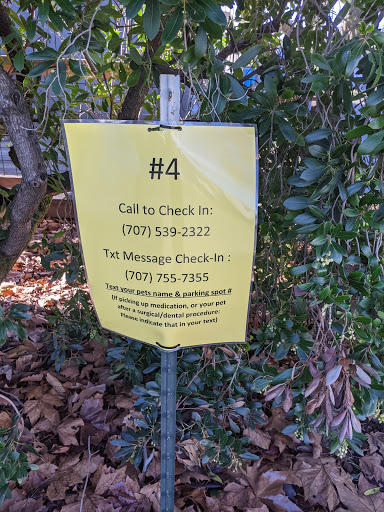 #4
Call to Check In:
(707) 539-2322
Txt Message Check-In :
(707) 755-7355
Text your pets name & parking spot #
(If picking up medication, or your pet
after a surgical/dental procedure:
Please indicate that in your text)